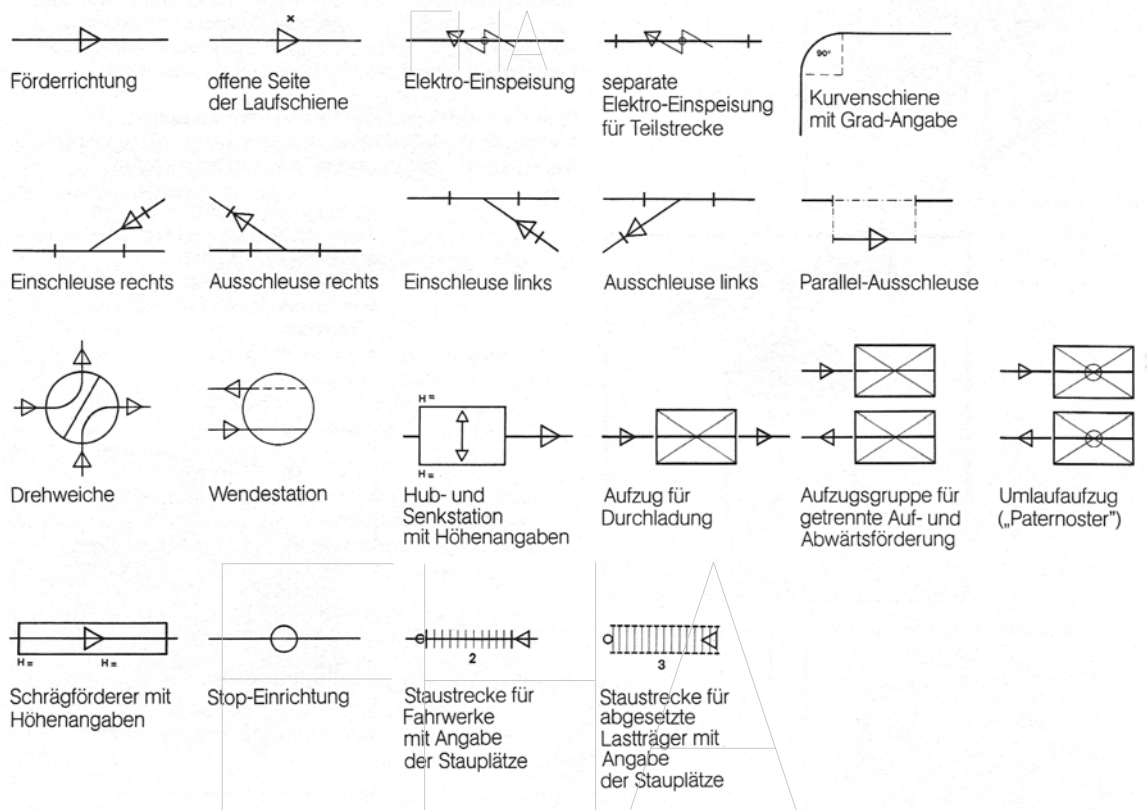 x
Förderrichtung
offene Seite
der Laufschiene
Elektro-Einspeisung
separate
Elektro-Einspeisung
für Teilstrecke
90°
Kurvenschiene
mit Grad-Angabe
Einschleuse rechts
Ausschleuse rechts
Einschleuse links
Ausschleuse links
Parallel-Ausschleuse
Drehweiche
Wendestation
H=
H=
Hub- und
Senkstation
mit Höhenangaben
Aufzug für
Durchladung
Aufzugsgruppe für
getrennte Auf- und
Abwärtsförderung
Umlaufaufzug
(„Paternoster”)
H= H=
Schrägförderer mit
Höhenangaben
Stop-Einrichtung
2
Staustrecke für
Fahrwerke
mit Angabe
der Stauplätze
3
Staustrecke für
abgesetzte
Lastträger mit
Angabe
der Stauplätze